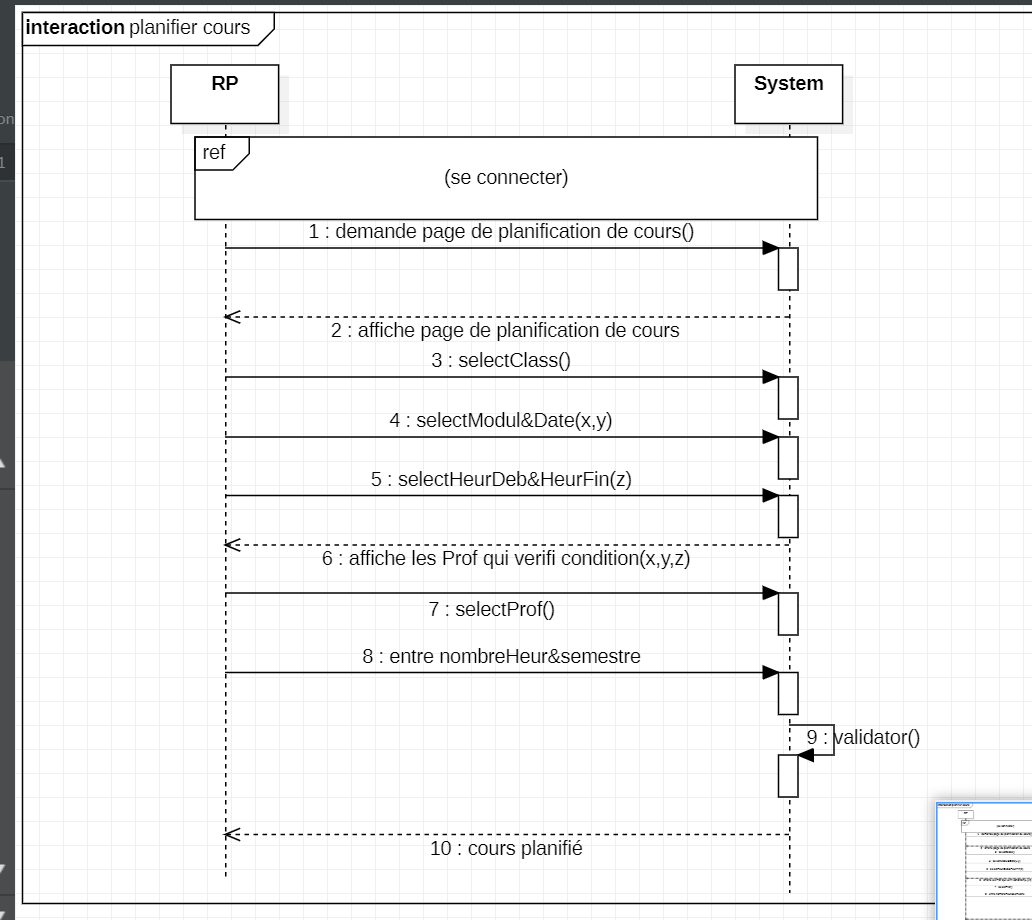 interaction planifier cours
RP
System
on
ref
1
(se connecter)
1 : demande page de planification de cours()
2 : affiche page de planification de cours
3 : selectClass()
4 : selectModul&Date(x,y)
5 : selectHeurDeb&HeurFin(z)
6 : affiche les Prof qui verifi condition(x,y,z)
7 : selectProf()
8 : entre nombreHeur&semestre
9 : validator()
10 : cours planifié